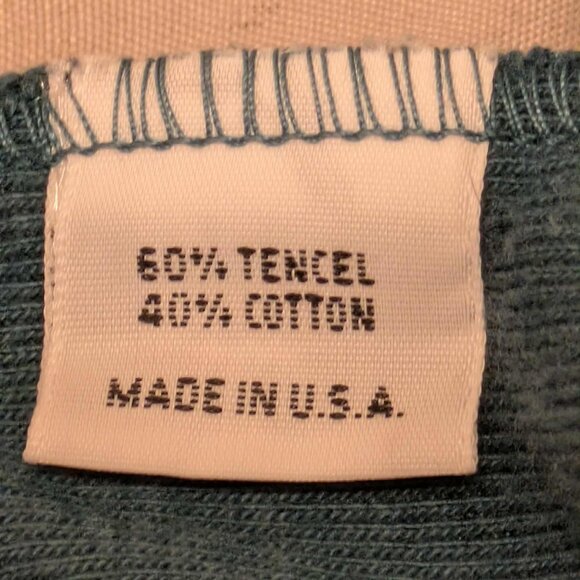 60% TENCEL
40% COTTON
MADE IN U.S.A.